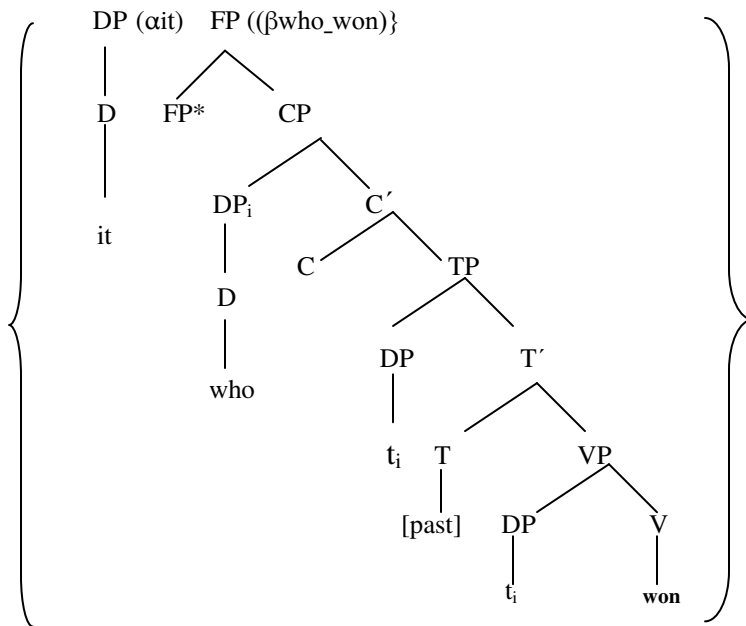 DP (αit) FP ((βwho_won)}
D FP* CP
DPi C´
it
C TP
D
DP T´
who
ti T VP
[past] DP V
ti won